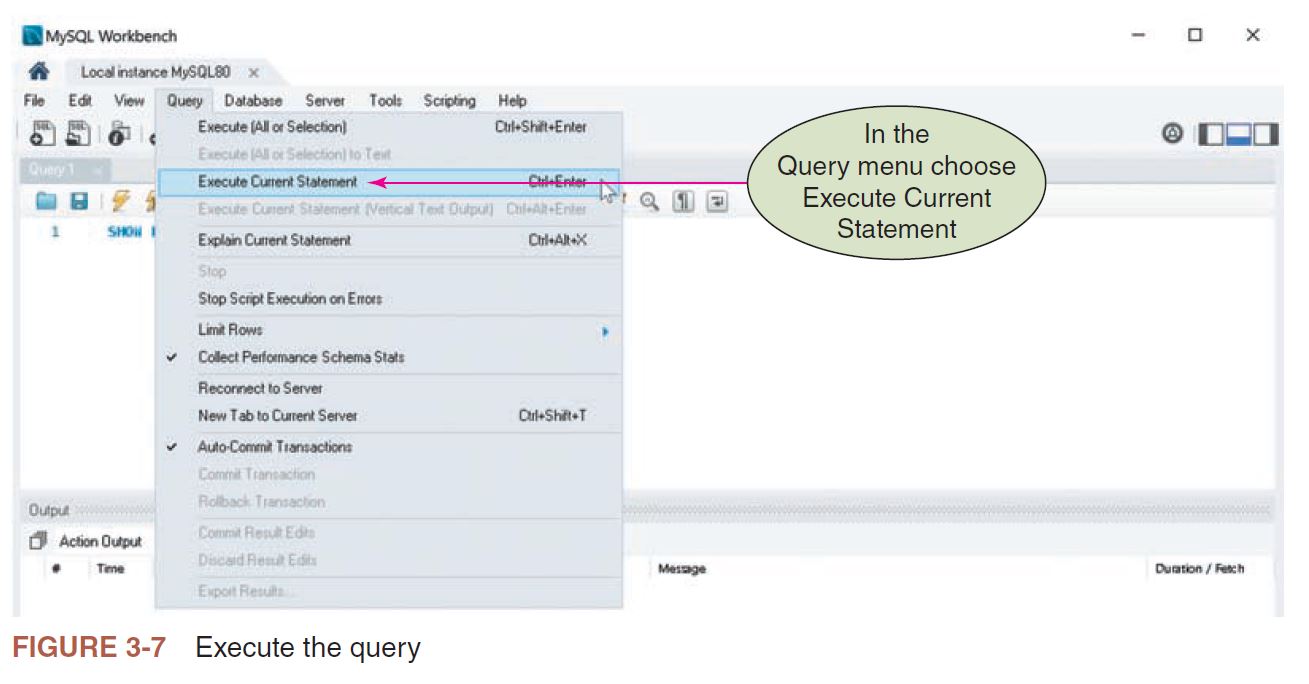 MySQL Workbench
Local instance MySQL80 ×
File Edit View Query Database Server Tools Scripting Help
Execute (All or Selection) Ctrl+Shift+Enter
Execute (All or Selection) to Text
Query 1
Execute Current Statement Ctrl+Enter
Execute Current Statement (Vertical Text Output) Ctrl+Alt+Enter
1 SHOW
Explain Current Statement Ctrl+Alt+X
Stop
Stop Script Execution on Errors
Limit Rows
Collect Performance Schema Stats
Reconnect to Server
New Tab to Current Server Ctrl+Shift+T
Auto-Commit Transactions
Commit Transaction
Rollback Transaction
Commit Result Edits
Discard Result Edits
Export Results...
In the
Query menu choose
Execute Current
Statement
Output
Action Output
# Time Message Duration / Fetch
FIGURE 3-7 Execute the query